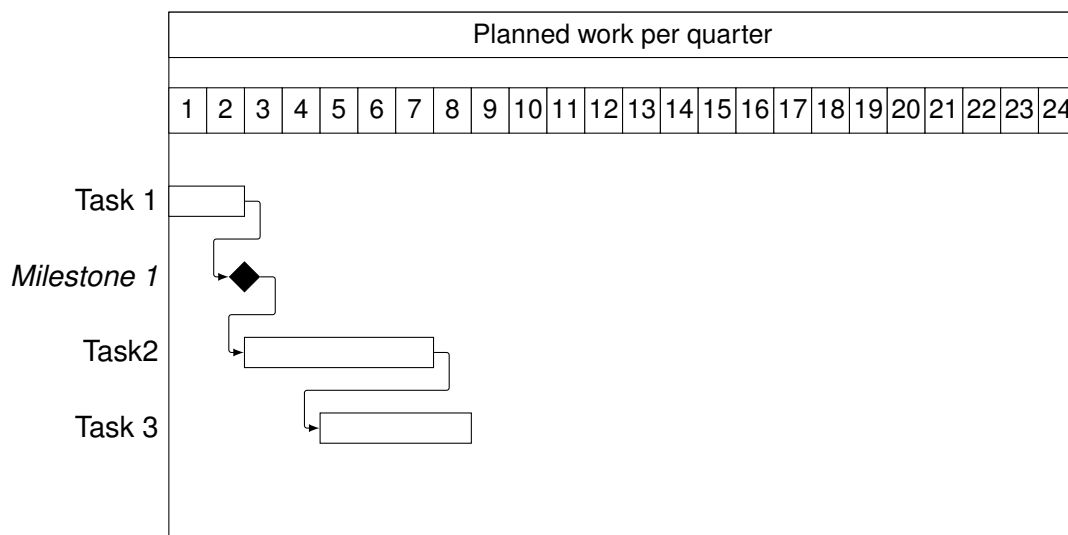 Planned work per quarter
1 2 3 4 5 6 7 8 9 10 11 12 13 14 15 16 17 18 19 20 21 22 23 24
Task 1
Milestone 1
Task2
Task 3